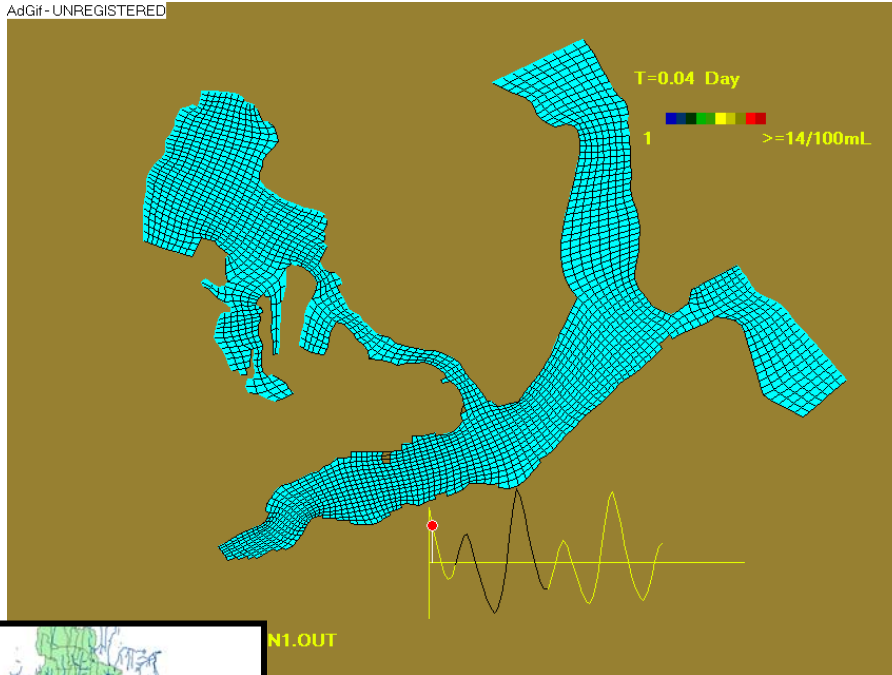 AdGif - UNREGISTERED
T=0.04 Day
1 >=14/100mL
N1.OUT